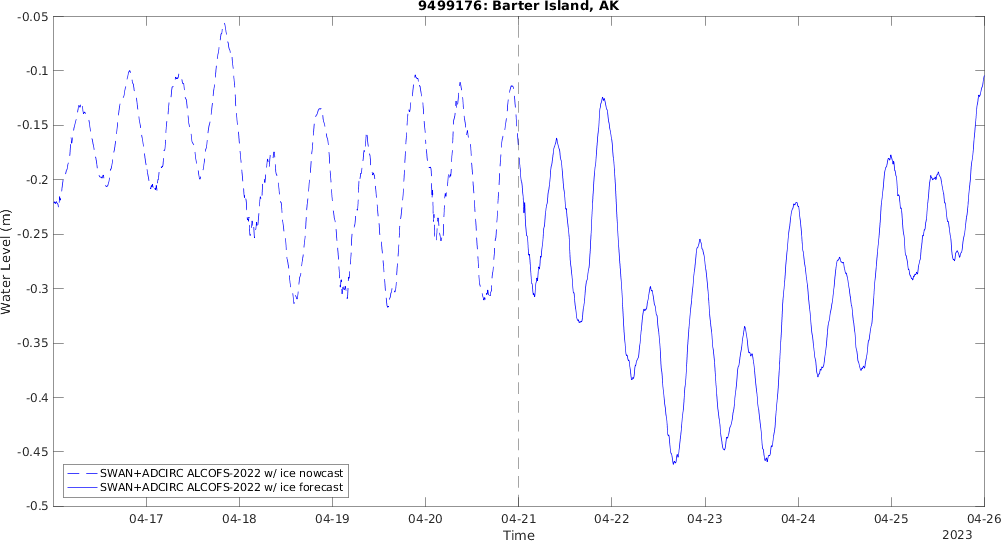 9499176: Barter Island, AK
-0.05
-0.1
-0.15
-0.2
-0.25
-0.3
-0.35
-0.4
-0.45
-0.5
Water Level (m)
SWAN+ADCIRC ALCOFS-2022 w/ ice nowcast
SWAN+ADCIRC ALCOFS-2022 w/ ice forecast
04-17 04-18 04-19 04-20 04-21 04-22 04-23 04-24 04-25 04-26
Time
2023